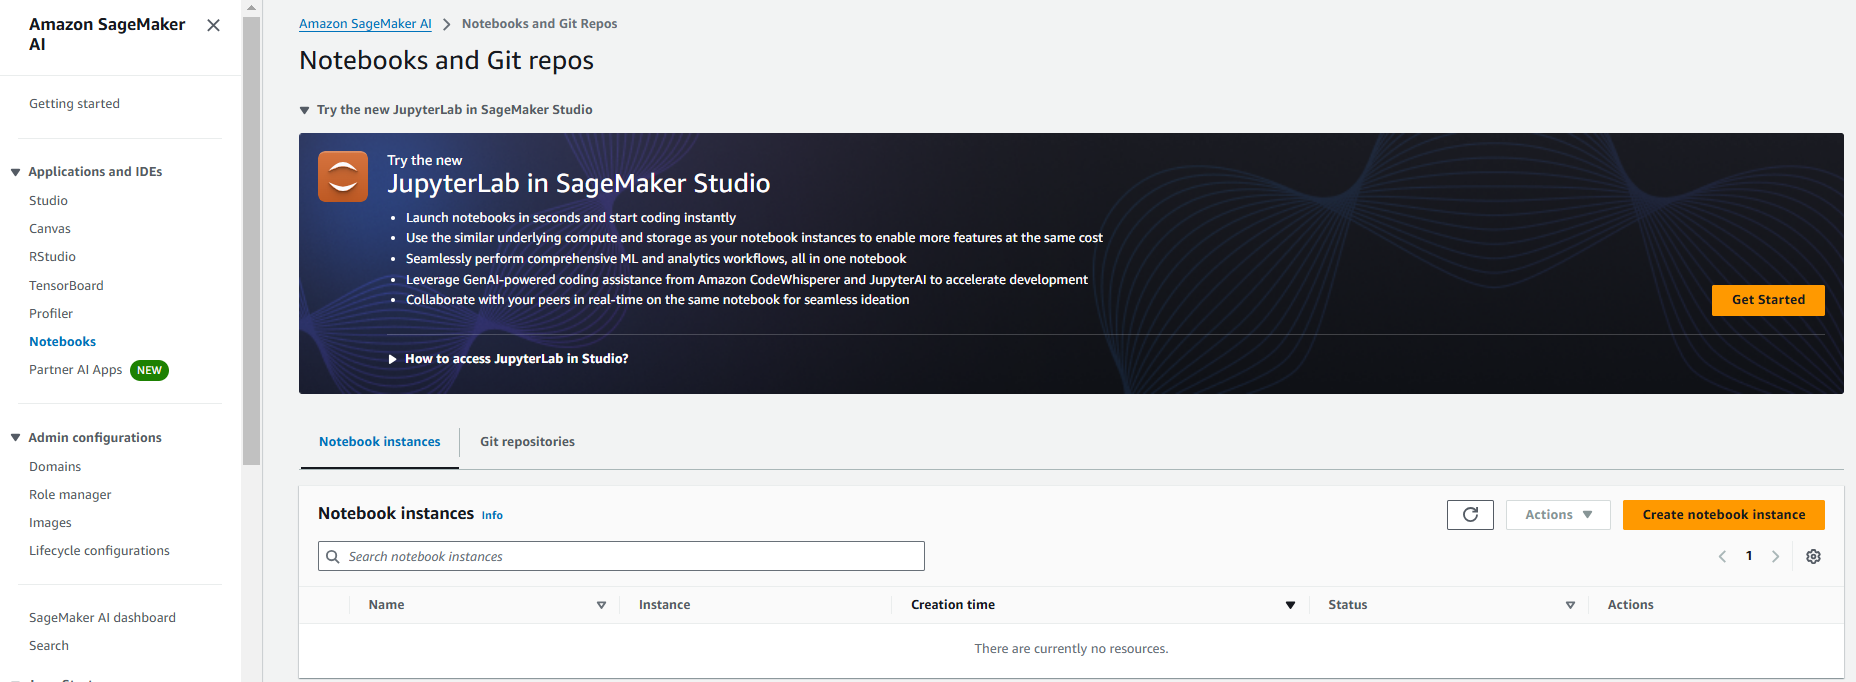 Amazon SageMaker
AI
Getting started
Applications and IDEs
Studio
Canvas
RStudio
TensorBoard
Profiler
Notebooks
Partner AI Apps NEW
Admin configurations
Domains
Role manager
Images
Lifecycle configurations
SageMaker AI dashboard
Search
Amazon SageMaker AI > Notebooks and Git Repos
Notebooks and Git repos
Try the new JupyterLab in SageMaker Studio
Try the new
JupyterLab in SageMaker Studio
• Launch notebooks in seconds and start coding instantly
• Use the similar underlying compute and storage as your notebook instances to enable more features at the same cost
• Seamlessly perform comprehensive ML and analytics workflows, all in one notebook
• Leverage GenAI-powered coding assistance from Amazon CodeWhisperer and JupyterAI to accelerate development
• Collaborate with your peers in real-time on the same notebook for seamless ideation
Get Started
How to access JupyterLab in Studio?
Notebook instances Git repositories
Notebook instances Info
Actions Create notebook instance
Search notebook instances
1
Name Instance Creation time Status Actions
There are currently no resources.